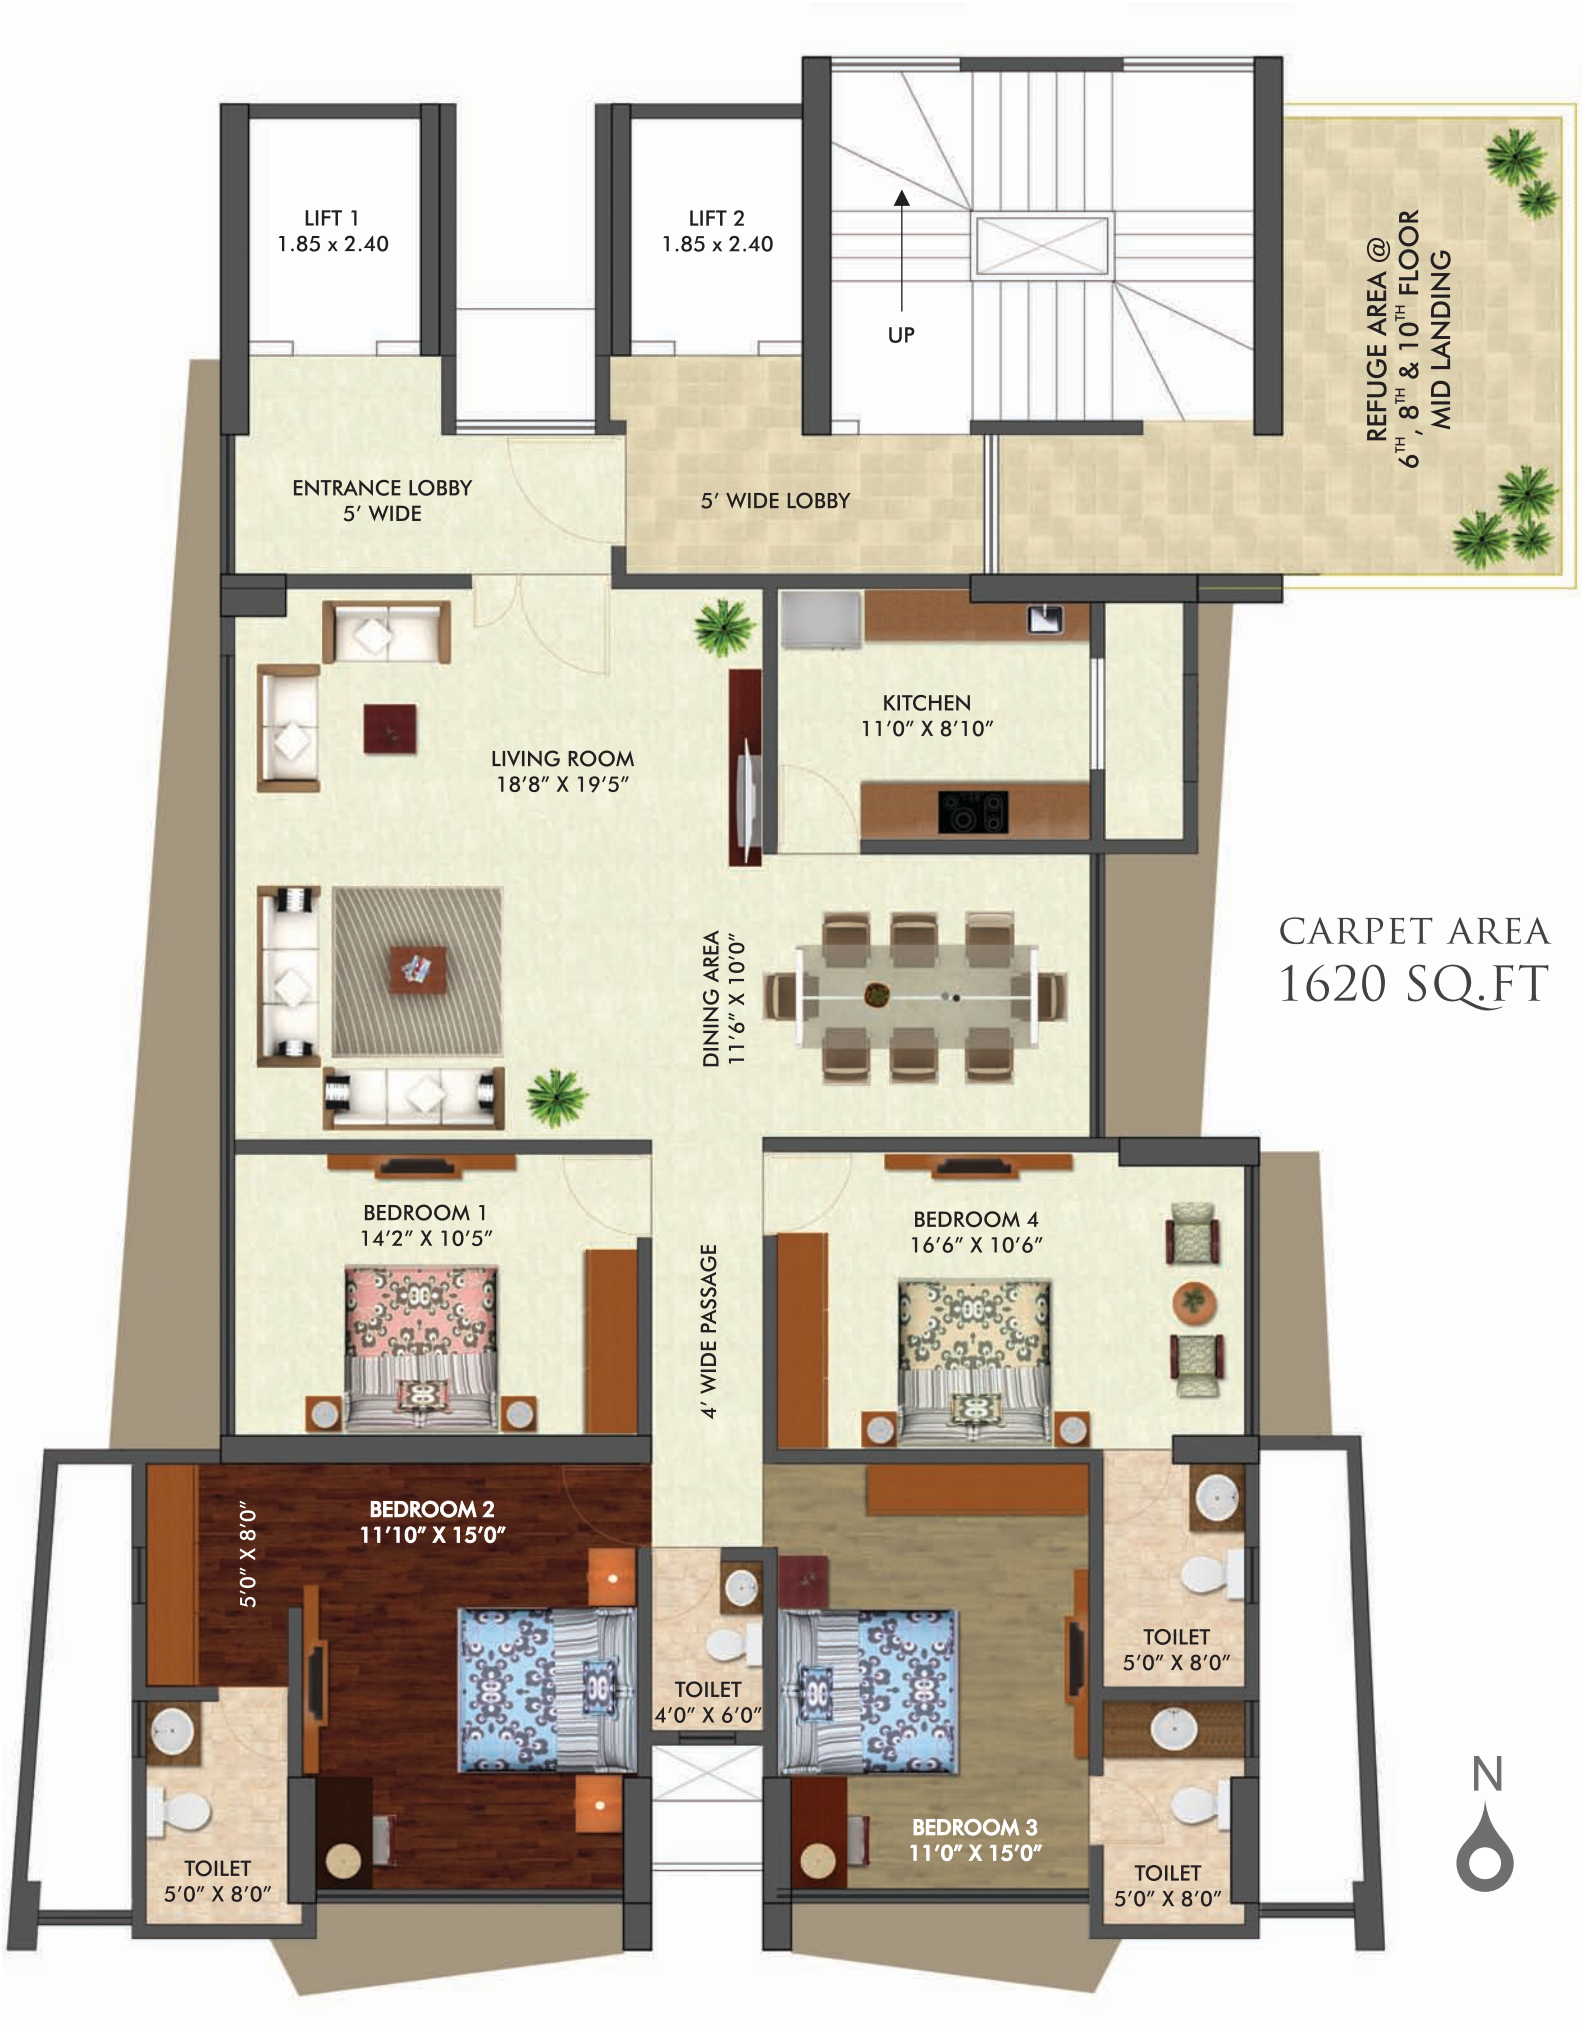 LIFT 1
1.85 x 2.40
LIFT 2
1.85 x 2.40
UP
REFUGE AREA @
6TH, 8TH & 10TH FLOOR
MID LANDING
ENTRANCE LOBBY
5' WIDE
5' WIDE LOBBY
KITCHEN
11'0" X 8'10"
LIVING ROOM
18'8" X 19'5"
CARPET AREA
1620 SQ.FT
DINING AREA
11'6" X 10'0"
BEDROOM 1
14'2" X 10'5"
BEDROOM 4
16'6" X 10'6"
4' WIDE PASSAGE
BEDROOM 2
11'10" X 15'0"
5'0" X 8'0"
TOILET
5'0" X 8'0"
TOILET
4'0" X 6'0"
N
BEDROOM 3
11'0" X 15'0"
TOILET
5'0" X 8'0"
TOILET
5'0" X 8'0"